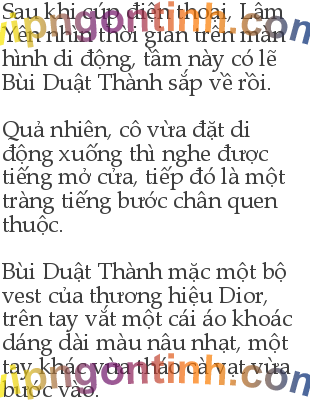 Sau khi cúp điện thoại, Lâm
Yên nhìn thời gian trên màn
hình di động, tầm này có lẽ
Bùi Duật Thành sắp về rồi.
Quả nhiên, cô vừa đặt di
động xuống thì nghe được
tiếng mở cửa, tiếp đó là một
tràng tiếng bước chân quen
thuộc.
Bùi Duật Thành mặc một bộ
vest của thương hiệu Dior,
trên tay vắt một cái áo khoác
dáng dài màu nâu nhạt, một
tay khác vừa tháo cà vạt vừa
bước vào.